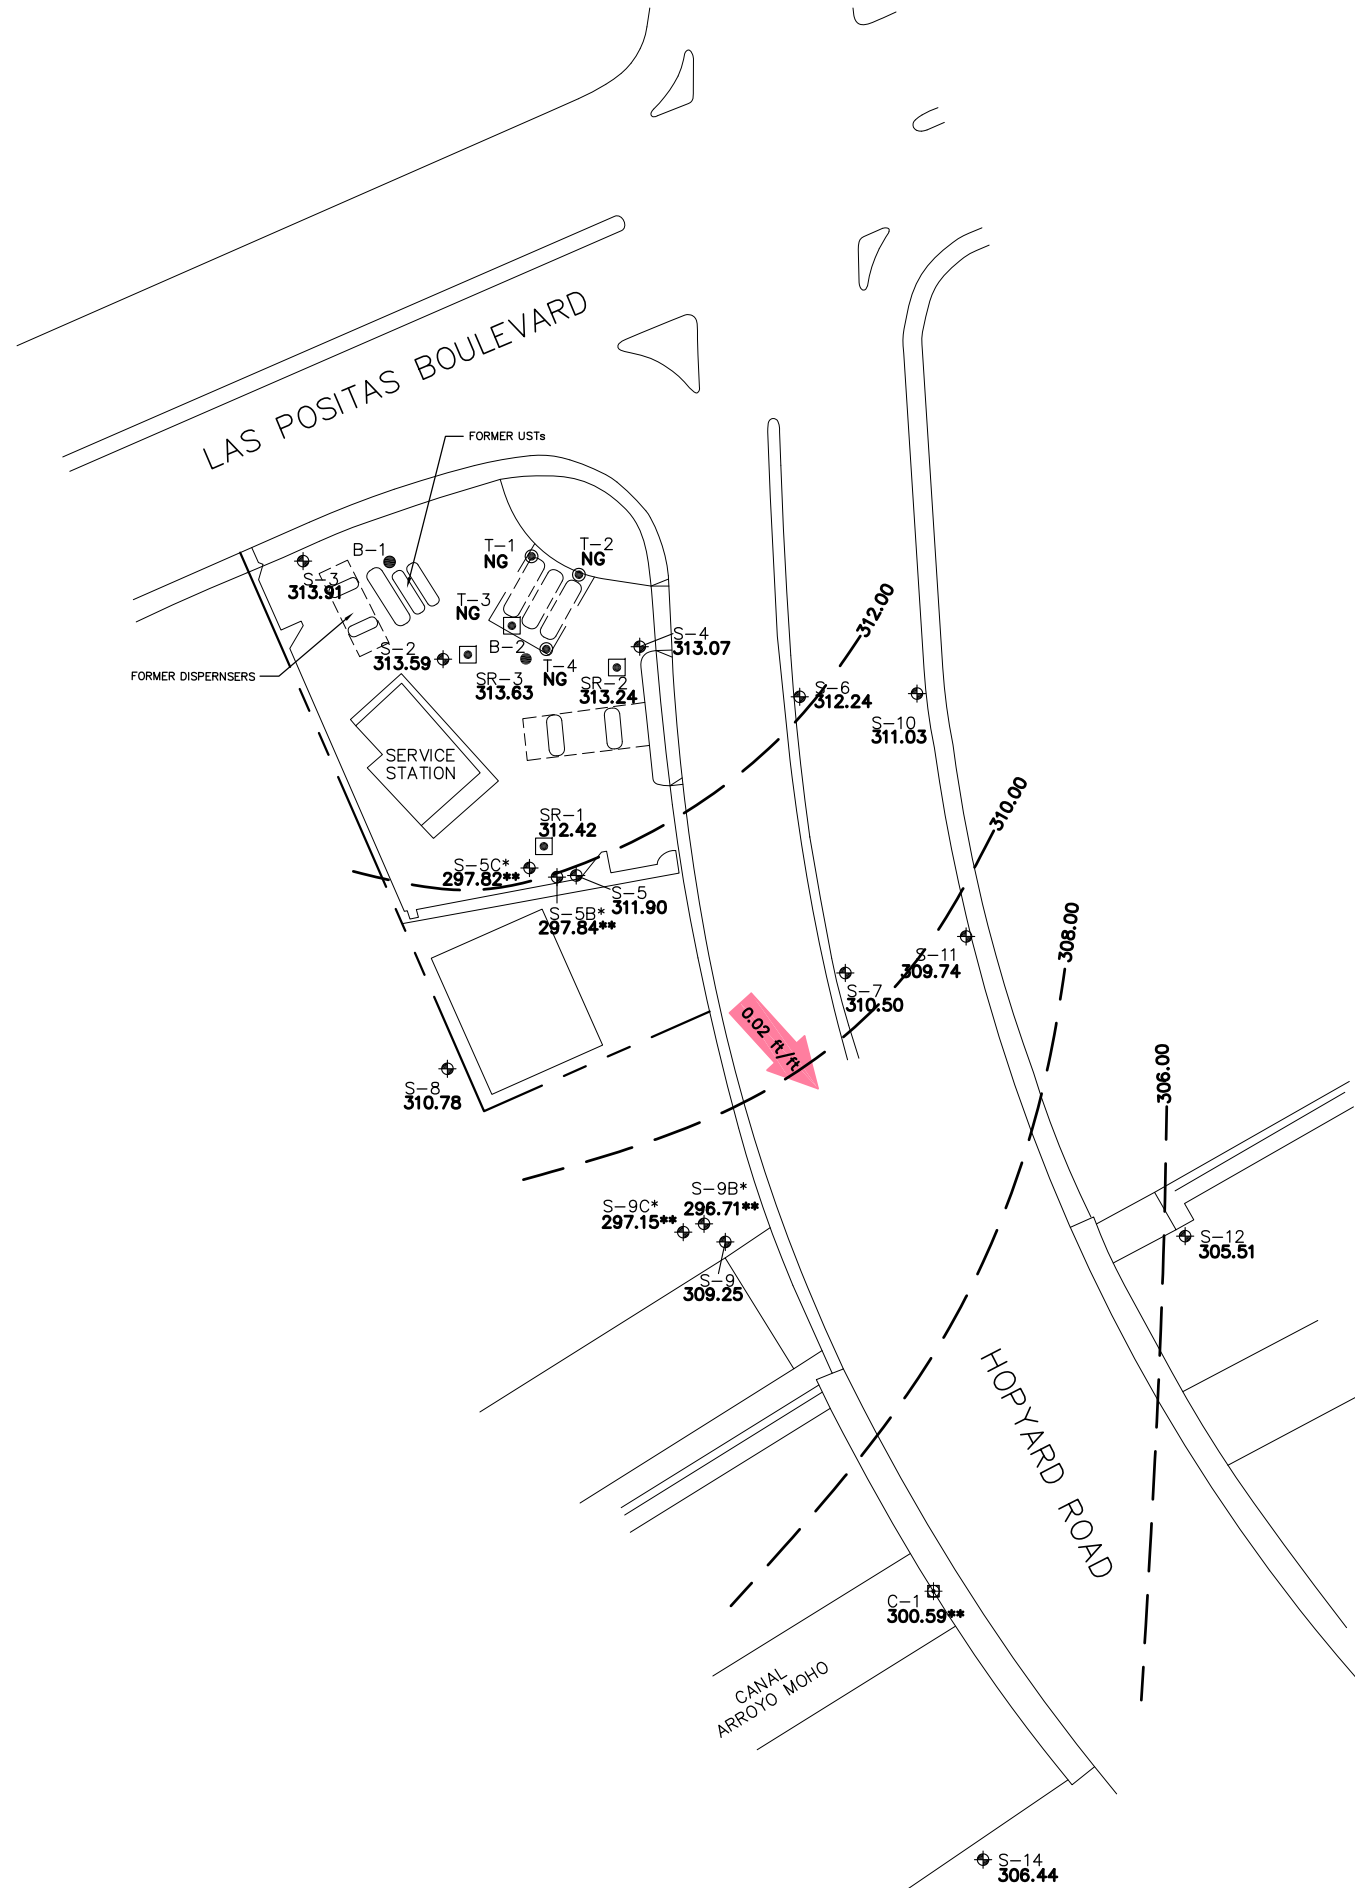 LAS POSITAS BOULEVARD
FORMER USTs
B-1
T-1
NG
T-2
NG
S-3
313.91
T-3
NG
312.00
S-4
313.07
B-2
S-2
313.59
FORMER DISPERNSERS
SR-3
313.63
T-4
NG
SR-2
313.24
S-6
312.24
S-10
311.03
SERVICE
STATION
310.00
SR-1
312.42
S-5C*
297.82**
S-5
311.90
S-5B*
297.84**
308.00
S-11
309.74
S-7
310.50
0.02 ft/ft
306.00
S-8
310.78
S-9B*
296.71**
S-9C*
297.15**
S-12
305.51
S-9
309.25
HOPYARD ROAD
C-1
300.59**
CANAL
ARROYO MOHO
S-14
306.44